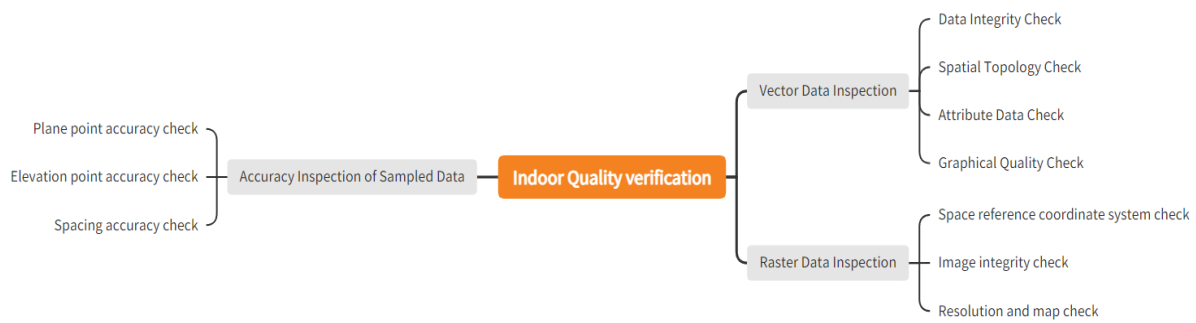 Indoor Quality verification
Accuracy Inspection of Sampled Data
Plane point accuracy check
Elevation point accuracy check
Spacing accuracy check
Vector Data Inspection
Data Integrity Check
Spatial Topology Check
Attribute Data Check
Graphical Quality Check
Raster Data Inspection
Space reference coordinate system check
Image integrity check
Resolution and map check